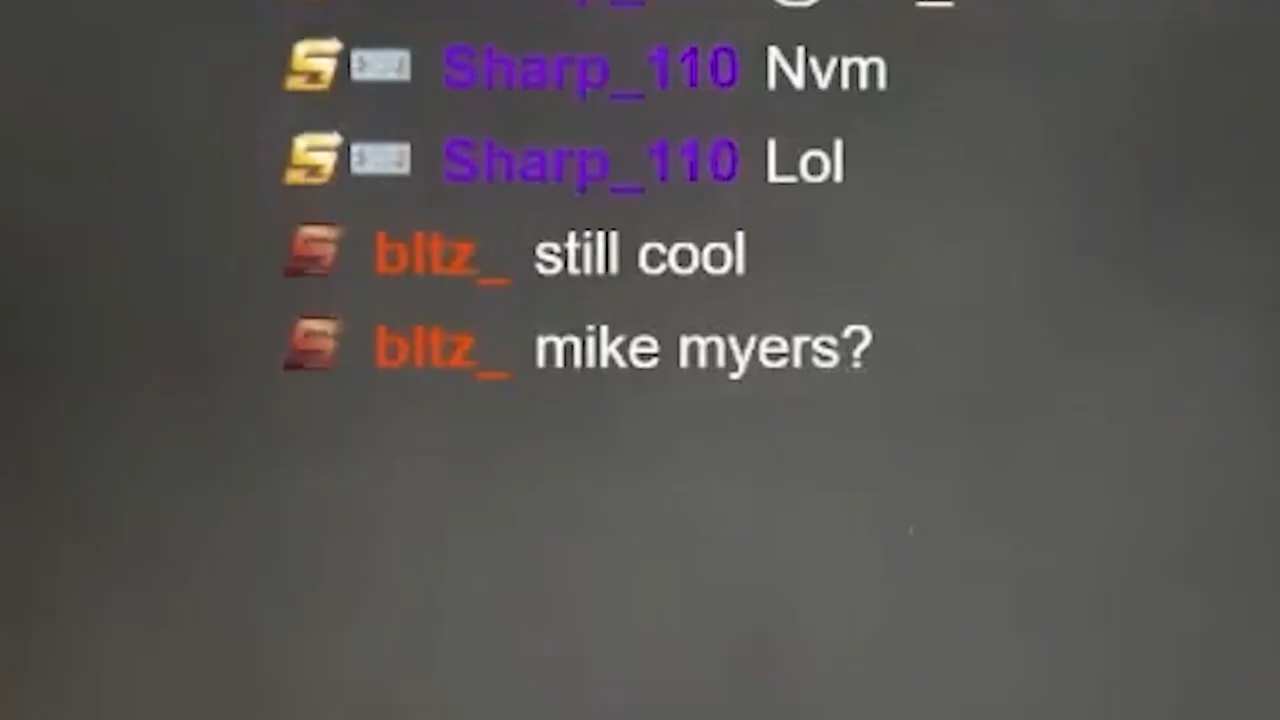 Sharp_110 Nvm
Sharp_110 Lol
bltz_ still cool
bltz_ mike myers?